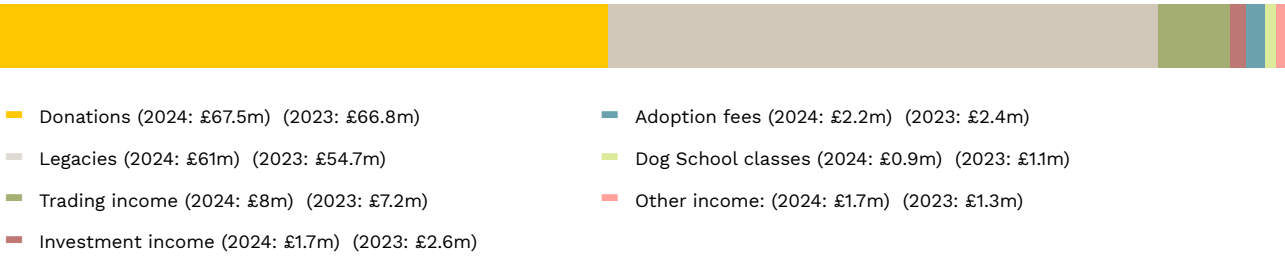 Donations (2024: £67.5m) (2023: £66.8m)
Legacies (2024: £61m) (2023: £54.7m)
Trading income (2024: £8m) (2023: £7.2m)
Investment income (2024: £1.7m) (2023: £2.6m)
Adoption fees (2024: £2.2m) (2023: £2.4m)
Dog School classes (2024: £0.9m) (2023: £1.1m)
Other income: (2024: £1.7m) (2023: £1.3m)